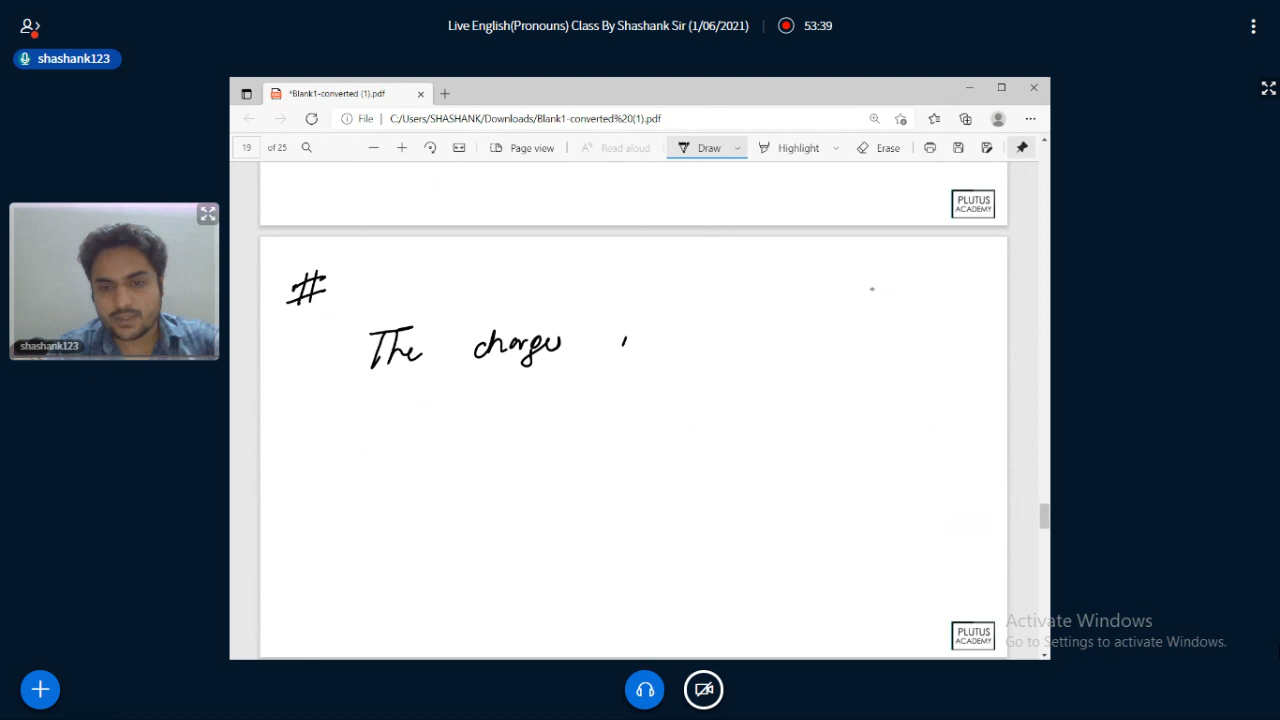 Live English(Pronouns) Class By Shashank Sir (1/06/2021) 53:39
shashank123
*Blank1-converted (1).pdf
File C:/Users/SHASHANK/Downloads/Blank1-converted%20(1).pdf
19 of 25 Page view Read aloud Draw Highlight Erase
PLUTUS
ACADEMY
shashank123
#
The charges
PLUTUS
ACADEMY
Activate Windows
Go to Settings to activate Windows.